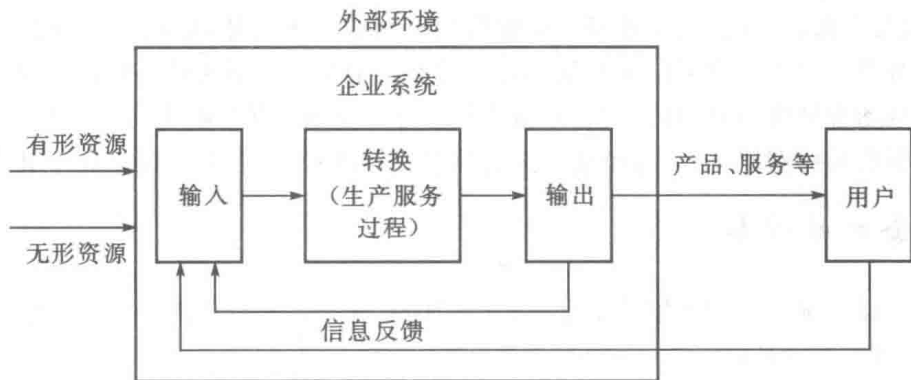 外部环境
企业系统
有形资源
无形资源
输入
转换
（生产服务
过程）
输出
产品、服务等
用户
信息反馈